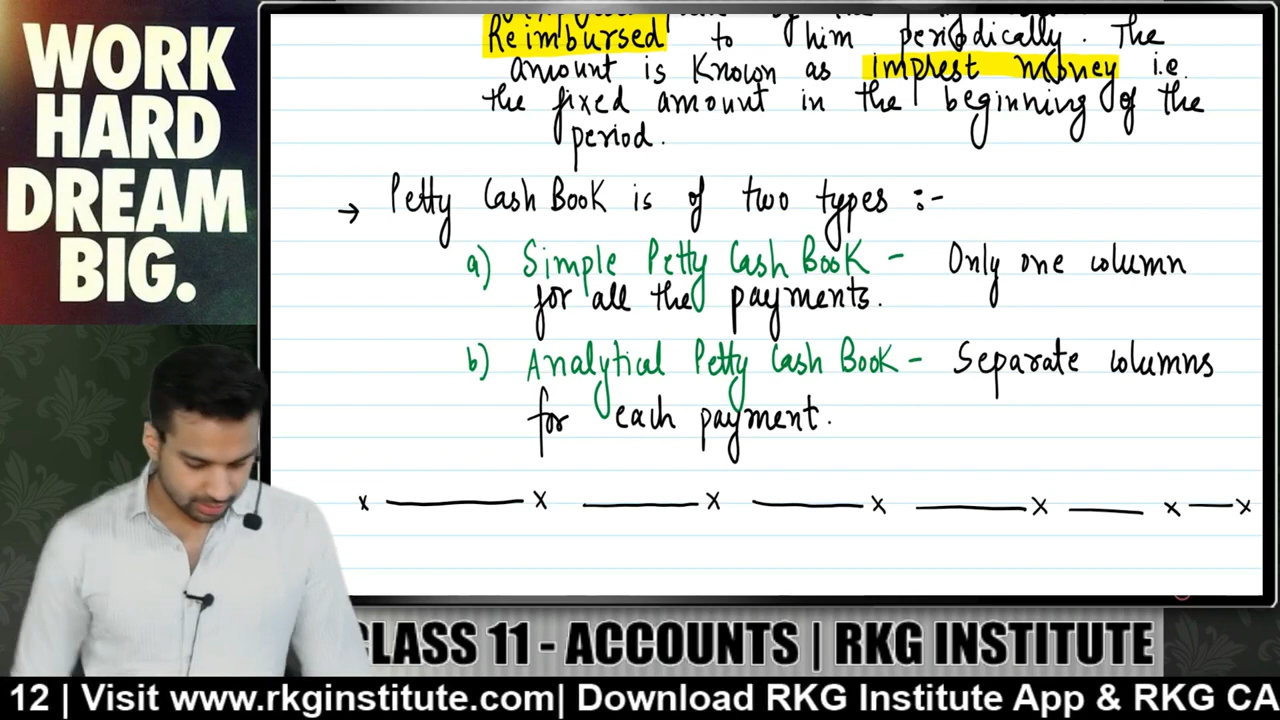 WORK
HARD
DREAM
BIG.
Reimbursed to him periodically. The
amount is Known as imprest money i.e.
the fixed amount in the beginning of the
period.
→ Petty Cash Book is of two types :-
a) Simple Petty Cash Book - Only one column
for all the payments.
b) Analytical Petty Cash Book - Separate columns
for each payment.
x ——— x ——— x ——— x ——— x —— x — x
CLASS 11 - ACCOUNTS | RKG INSTITUTE
12 | Visit www.rkginstitute.com| Download RKG Institute App & RKG CA